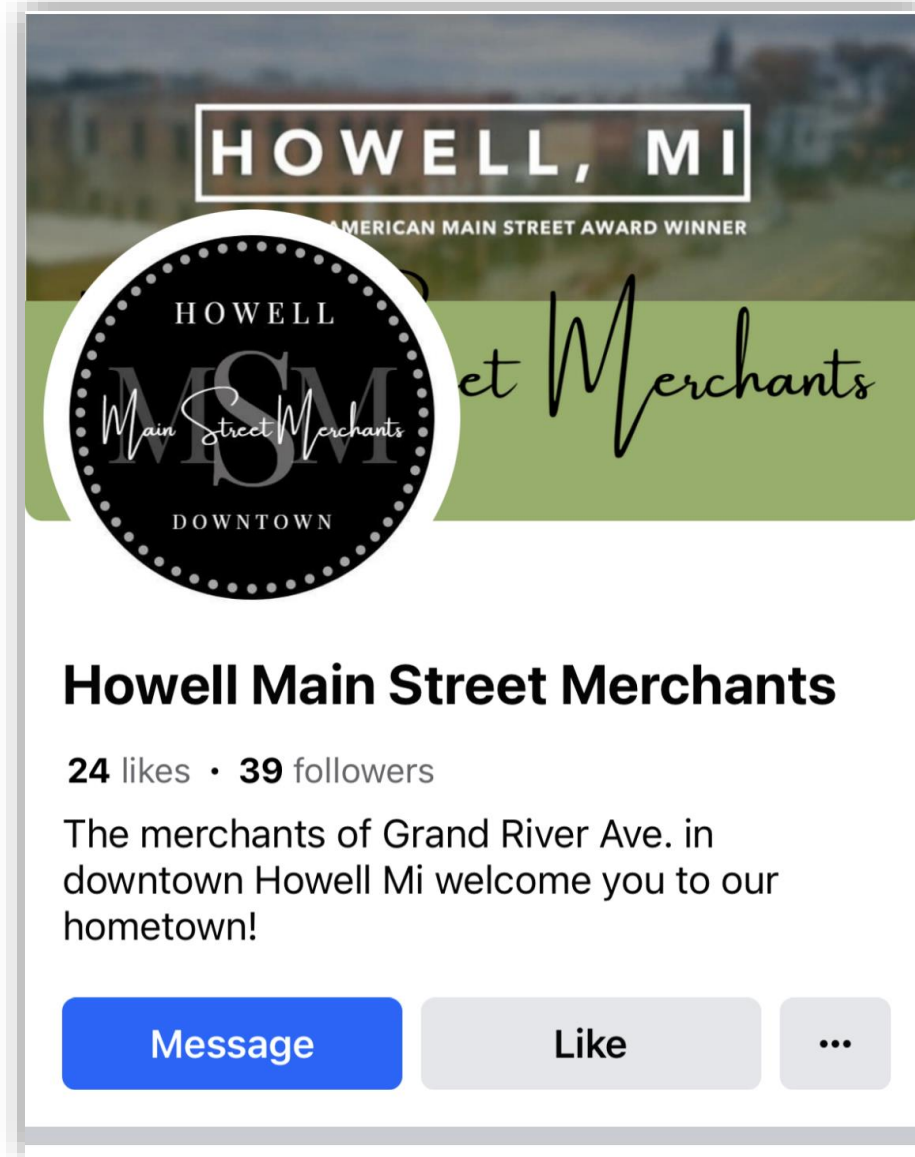 HOWELL, MI
AMERICAN MAIN STREET AWARD WINNER
et Merchants
HOWELL
MSM
Main Street Merchants
DOWNTOWN
Howell Main Street Merchants
24 likes · 39 followers
The merchants of Grand River Ave. in
downtown Howell Mi welcome you to our
hometown!
Message
Like
...